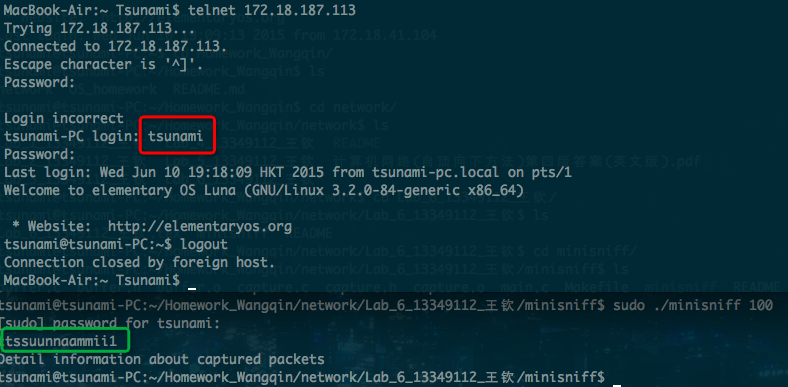 MacBook-Air:~ Tsunami$ telnet 172.18.187.113
Trying 172.18.187.113...
Connected to 172.18.187.113.
Escape character is '^]'.
Password:
Login incorrect
tsunami-PC login: tsunami
Password:
Last login: Wed Jun 10 19:18:09 HKT 2015 from tsunami-pc.local on pts/1
Welcome to elementary OS Luna (GNU/Linux 3.2.0-84-generic x86_64)
* Website:  http://elementaryos.org
tsunami@tsunami-PC:~$ logout
Connection closed by foreign host.
MacBook-Air:~ Tsunami$
tsunami@tsunami-PC:~/Homework_Wangqin/network/Lab_6_13349112_王钦/minisniff$ sudo ./minisniff 100
[sudo] password for tsunami:
tssuunnaammii1
Detail information about captured packets
tsunami@tsunami-PC:~/Homework_Wangqin/network/Lab_6_13349112_王钦/minisniff$